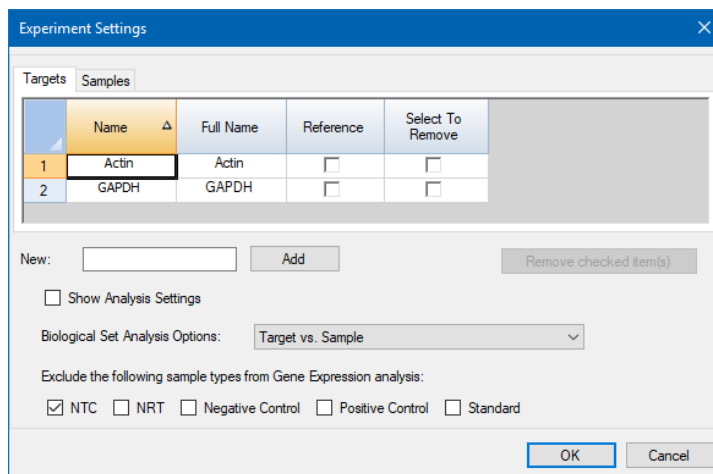 Experiment Settings
Targets Samples
Name Full Name Reference Select To Remove
1 Actin Actin
2 GAPDH GAPDH
New: Add Remove checked item(s)
Show Analysis Settings
Biological Set Analysis Options: Target vs. Sample
Exclude the following sample types from Gene Expression analysis:
NTC NRT Negative Control Positive Control Standard
OK Cancel